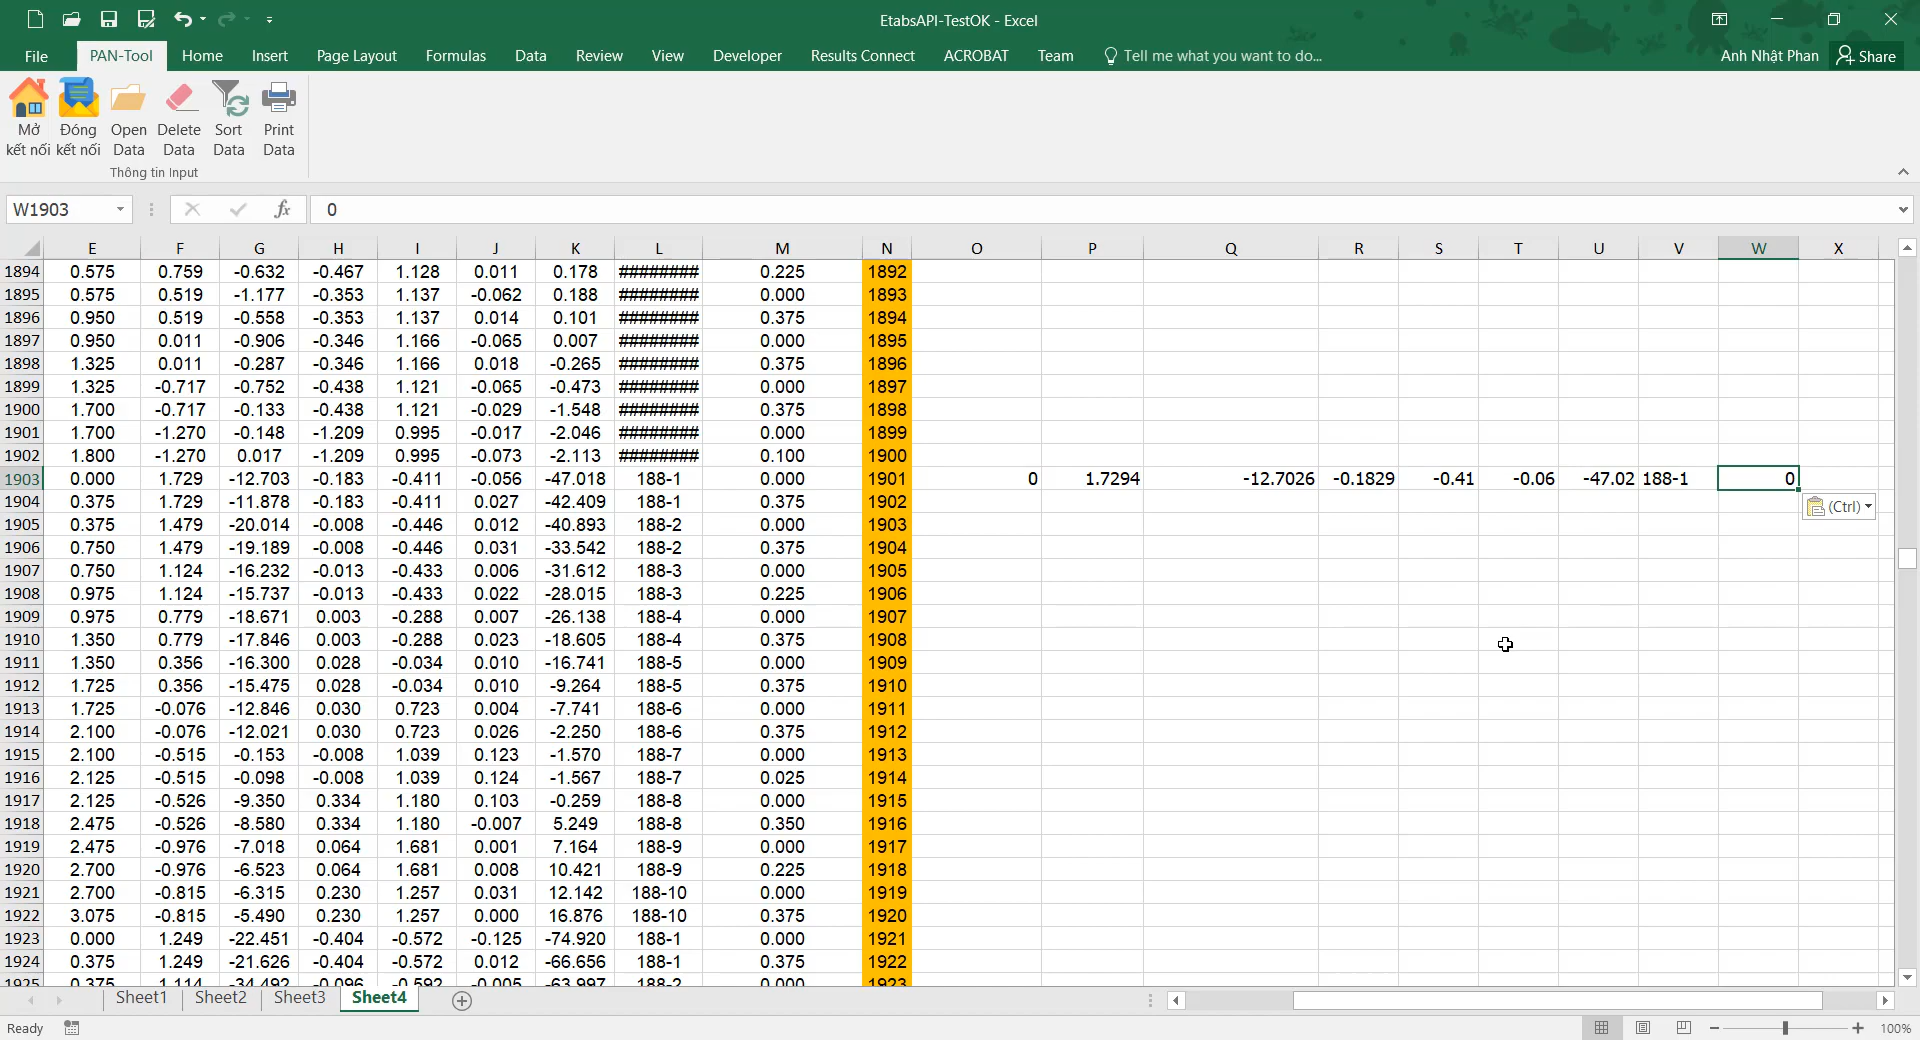 EtabsAPI-TestOK - Excel
File PAN-Tool Home Insert Page Layout Formulas Data Review View Developer Results Connect ACROBAT Team Tell me what you want to do... Anh Nhật Phan Share
Mở kết nối Đóng kết nối Open Data Delete Data Sort Data Print Data
Thông tin Input
W1903 fx 0
E F G H I J K L M N O P Q R S T U V W X
1894 0.575 0.759 -0.632 -0.467 1.128 0.011 0.178 ######## 0.225 1892
1895 0.575 0.519 -1.177 -0.353 1.137 -0.062 0.188 ######## 0.000 1893
1896 0.950 0.519 -0.558 -0.353 1.137 0.014 0.101 ######## 0.375 1894
1897 0.950 0.011 -0.906 -0.346 1.166 -0.065 0.007 ######## 0.000 1895
1898 1.325 0.011 -0.287 -0.346 1.166 0.018 -0.265 ######## 0.375 1896
1899 1.325 -0.717 -0.752 -0.438 1.121 -0.065 -0.473 ######## 0.000 1897
1900 1.700 -0.717 -0.133 -0.438 1.121 -0.029 -1.548 ######## 0.375 1898
1901 1.700 -1.270 -0.148 -1.209 0.995 -0.017 -2.046 ######## 0.000 1899
1902 1.800 -1.270 0.017 -1.209 0.995 -0.073 -2.113 ######## 0.100 1900
1903 0.000 1.729 -12.703 -0.183 -0.411 -0.056 -47.018 188-1 0.000 1901 0 1.7294 -12.7026 -0.1829 -0.41 -0.06 -47.02 188-1 0
1904 0.375 1.729 -11.878 -0.183 -0.411 0.027 -42.409 188-1 0.375 1902 (Ctrl)
1905 0.375 1.479 -20.014 -0.008 -0.446 0.012 -40.893 188-2 0.000 1903
1906 0.750 1.479 -19.189 -0.008 -0.446 0.031 -33.542 188-2 0.375 1904
1907 0.750 1.124 -16.232 -0.013 -0.433 0.006 -31.612 188-3 0.000 1905
1908 0.975 1.124 -15.737 -0.013 -0.433 0.022 -28.015 188-3 0.225 1906
1909 0.975 0.779 -18.671 0.003 -0.288 0.007 -26.138 188-4 0.000 1907
1910 1.350 0.779 -17.846 0.003 -0.288 0.023 -18.605 188-4 0.375 1908
1911 1.350 0.356 -16.300 0.028 -0.034 0.010 -16.741 188-5 0.000 1909
1912 1.725 0.356 -15.475 0.028 -0.034 0.010 -9.264 188-5 0.375 1910
1913 1.725 -0.076 -12.846 0.030 0.723 0.004 -7.741 188-6 0.000 1911
1914 2.100 -0.076 -12.021 0.030 0.723 0.026 -2.250 188-6 0.375 1912
1915 2.100 -0.515 -0.153 -0.008 1.039 0.123 -1.570 188-7 0.000 1913
1916 2.125 -0.515 -0.098 -0.008 1.039 0.124 -1.567 188-7 0.025 1914
1917 2.125 -0.526 -9.350 0.334 1.180 0.103 -0.259 188-8 0.000 1915
1918 2.475 -0.526 -8.580 0.334 1.180 -0.007 5.249 188-8 0.350 1916
1919 2.475 -0.976 -7.018 0.064 1.681 0.001 7.164 188-9 0.000 1917
1920 2.700 -0.976 -6.523 0.064 1.681 0.008 10.421 188-9 0.225 1918
1921 2.700 -0.815 -6.315 0.230 1.257 0.031 12.142 188-10 0.000 1919
1922 3.075 -0.815 -5.490 0.230 1.257 0.000 16.876 188-10 0.375 1920
1923 0.000 1.249 -22.451 -0.404 -0.572 -0.125 -74.920 188-1 0.000 1921
1924 0.375 1.249 -21.626 -0.404 -0.572 0.012 -66.656 188-1 0.375 1922
1925 0.375 1.114 -34.492 -0.096 -0.592 -0.005 -63.997 188-2 0.000 1923
Sheet1 Sheet2 Sheet3 Sheet4
Ready 100%